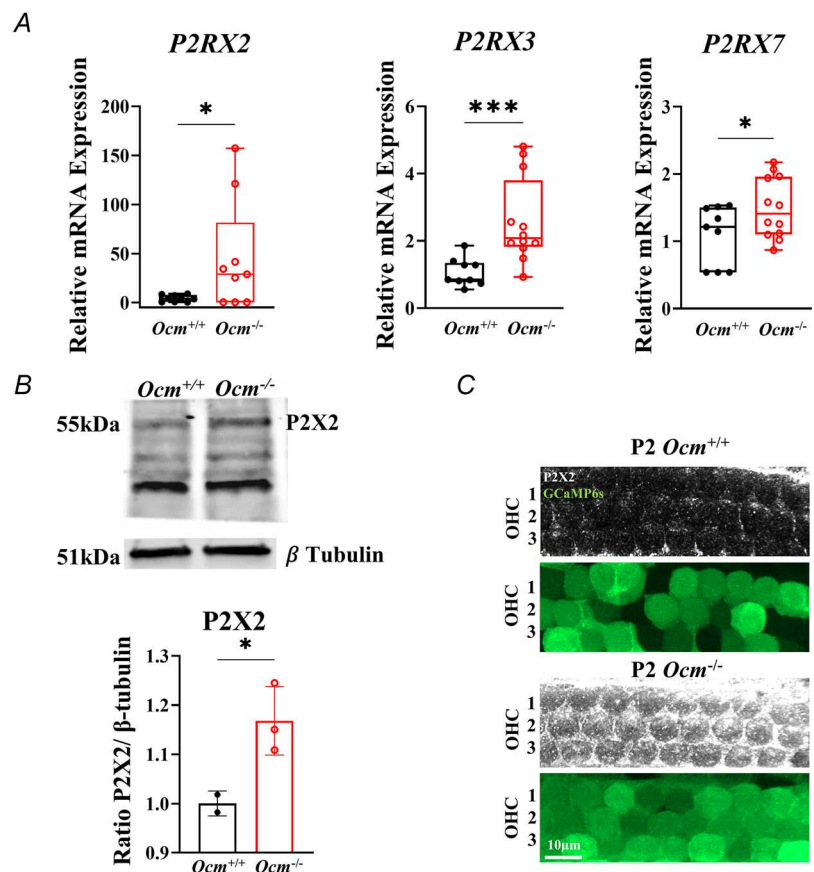 A
P2RX2
P2RX3
P2RX7
Relative mRNA Expression
200
150
100
50
0
*
Ocm+/+
Ocm-/-
Relative mRNA Expression
6
4
2
0
***
Ocm+/+
Ocm-/-
Relative mRNA Expression
3
2
1
0
*
Ocm+/+
Ocm-/-
B
Ocm+/+ Ocm-/-
55kDa
P2X2
51kDa
β Tubulin
P2X2
*
Ratio P2X2/ β-tubulin
1.3
1.2
1.1
1.0
0.9
Ocm+/+
Ocm-/-
C
P2 Ocm+/+
P2X2
GCaMP6s
OHC
1
2
3
OHC
1
2
3
P2 Ocm-/-
OHC
1
2
3
OHC
1
2
3
10µm